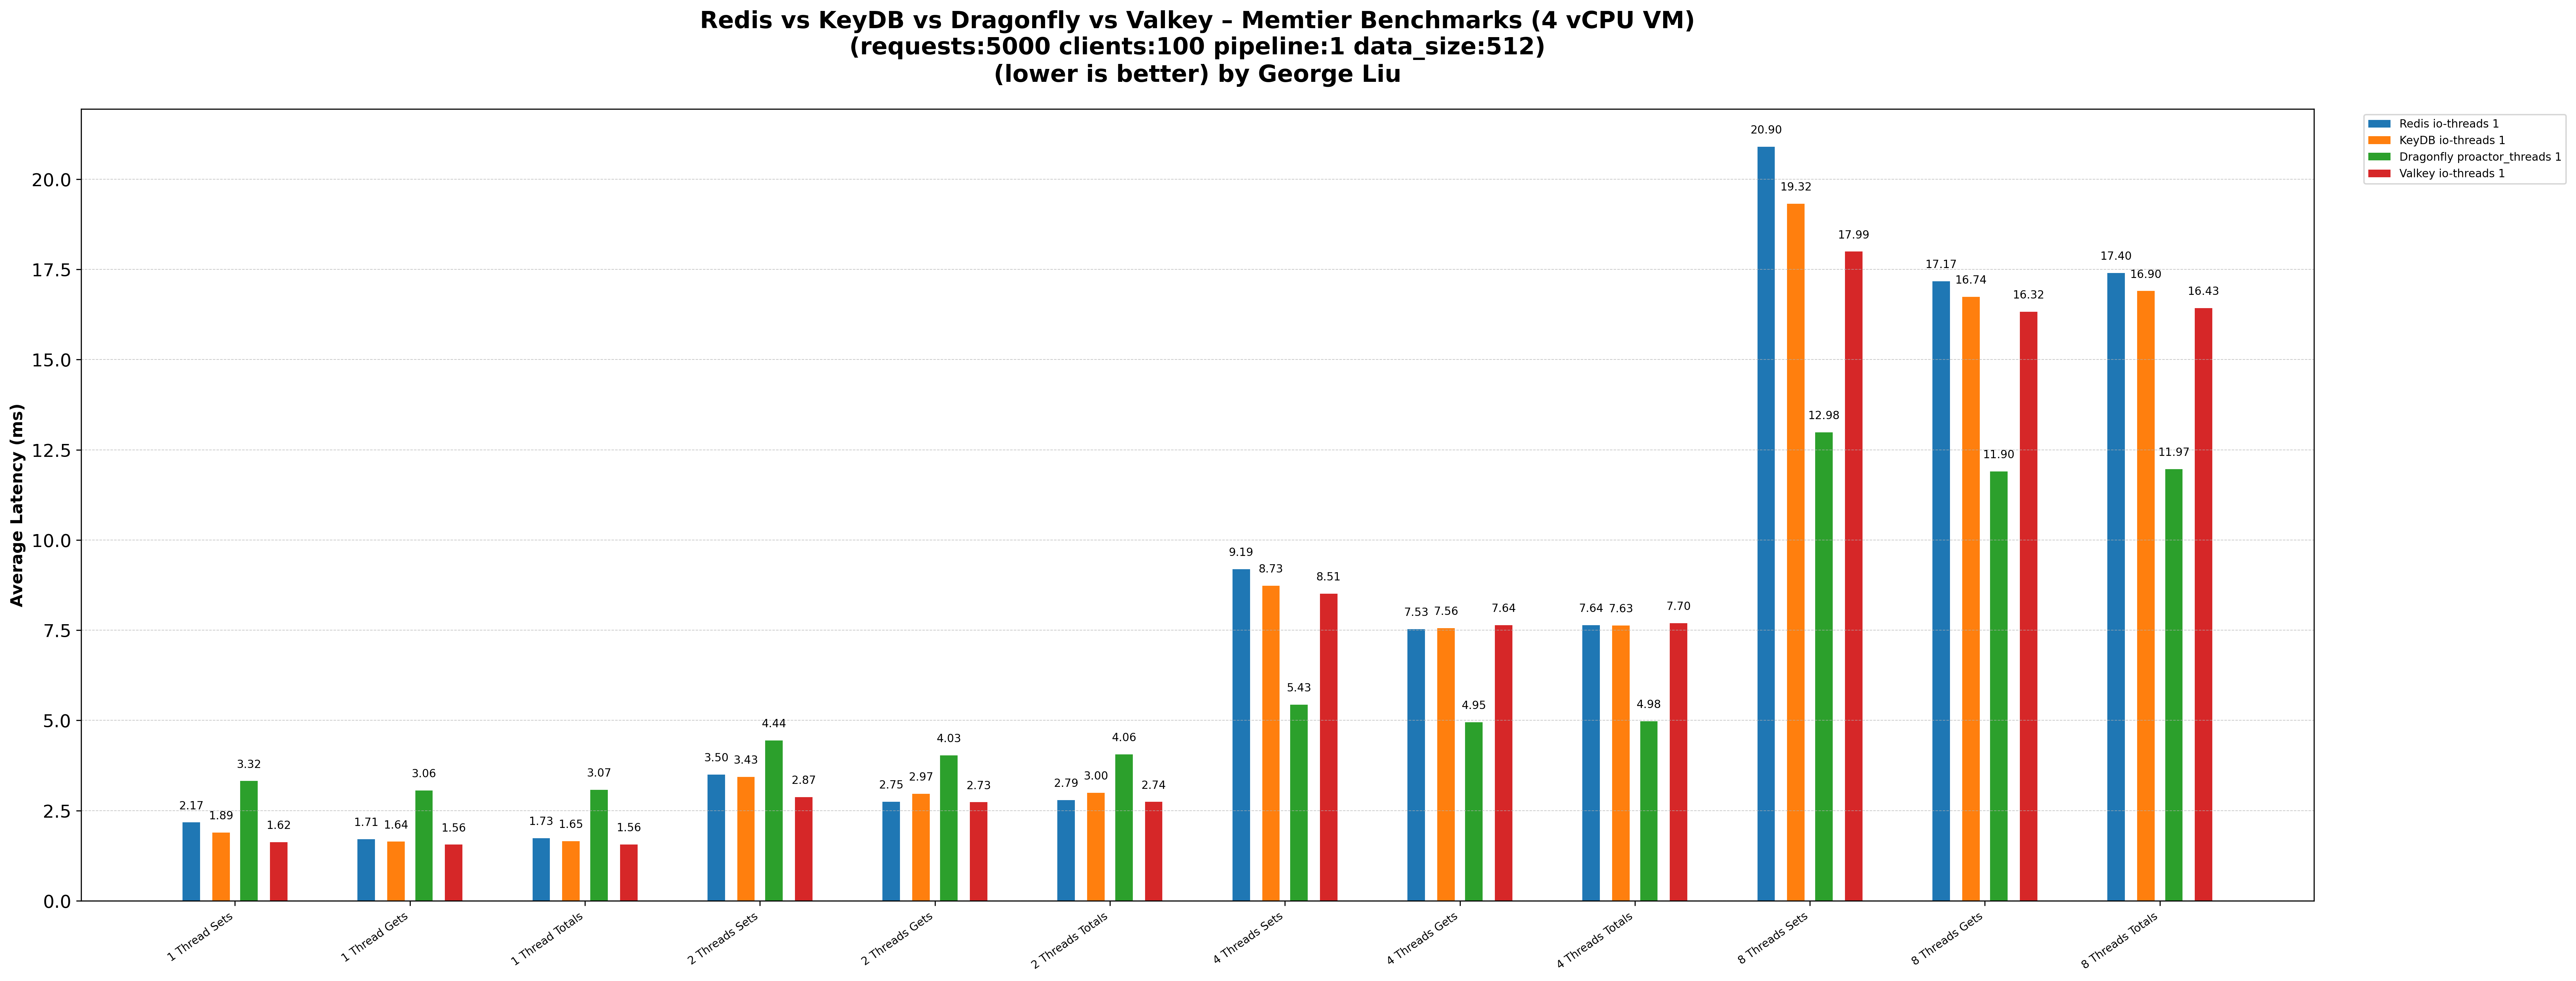 Redis vs KeyDB vs Dragonfly vs Valkey – Memtier Benchmarks (4 vCPU VM)
(requests:5000 clients:100 pipeline:1 data_size:512)
(lower is better) by George Liu
Redis io-threads 1
KeyDB io-threads 1
Dragonfly proactor_threads 1
Valkey io-threads 1
Average Latency (ms)
20.0
17.5
15.0
12.5
10.0
7.5
5.0
2.5
0.0
2.17 1.89 3.32 1.62
1.71 1.64 3.06 1.56
1.73 1.65 3.07 1.56
3.50 3.43 4.44 2.87
2.75 2.97 4.03 2.73
2.79 3.00 4.06 2.74
9.19 8.73 5.43 8.51
7.53 7.56 4.95 7.64
7.64 7.63 4.98 7.70
20.90 19.32 12.98 17.99
17.17 16.74 11.90 16.32
17.40 16.90 11.97 16.43
1 Thread Sets
1 Thread Gets
1 Thread Totals
2 Threads Sets
2 Threads Gets
2 Threads Totals
4 Threads Sets
4 Threads Gets
4 Threads Totals
8 Threads Sets
8 Threads Gets
8 Threads Totals